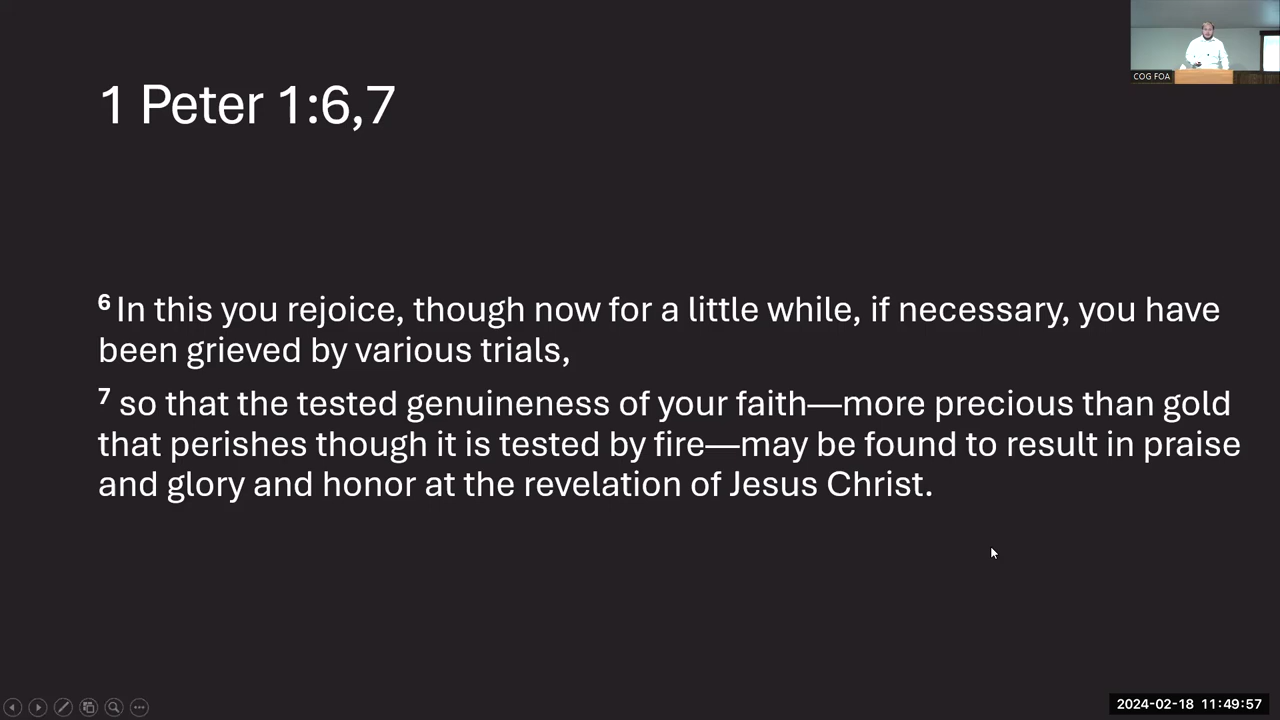 COG FOA
1 Peter 1:6,7
6 In this you rejoice, though now for a little while, if necessary, you have
been grieved by various trials,
7 so that the tested genuineness of your faith—more precious than gold
that perishes though it is tested by fire—may be found to result in praise
and glory and honor at the revelation of Jesus Christ.
2024-02-18 11:49:57